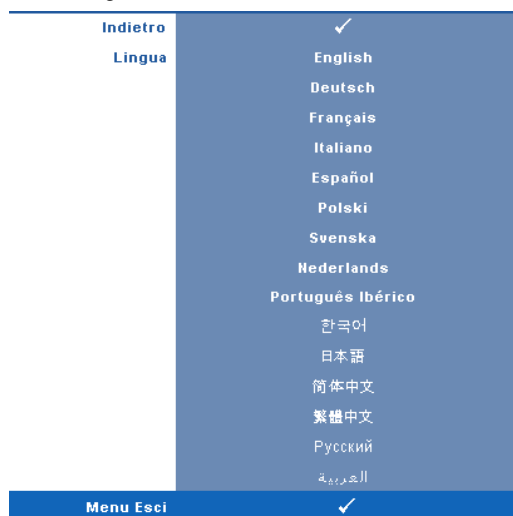 Indietro ✓
Lingua English
Deutsch
Français
Italiano
Español
Polski
Svenska
Nederlands
Português Ibérico
한국어
日本語
简体中文
繁體中文
Русский
العربية
Menu Esci ✓